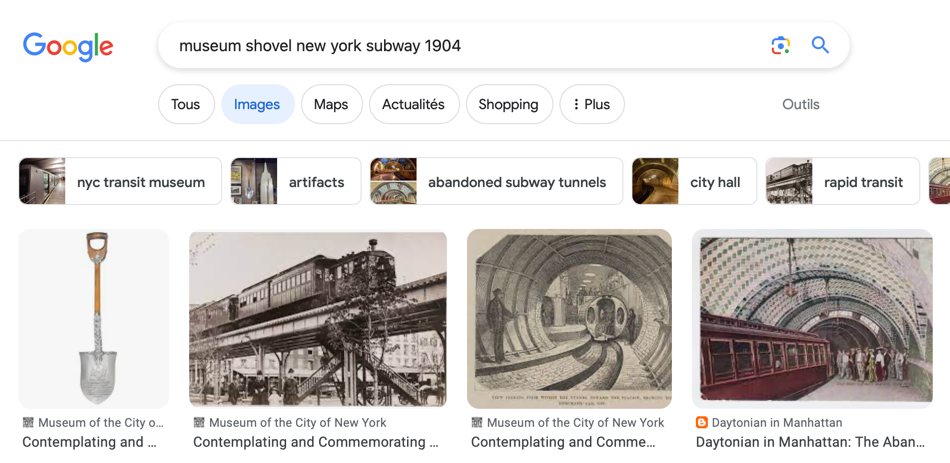 Google
museum shovel new york subway 1904
Tous
Images
Maps
Actualités
Shopping
Plus
Outils
nyc transit museum
artifacts
abandoned subway tunnels
city hall
rapid transit
Museum of the City o...
Contemplating and ...
Museum of the City of New York
Contemplating and Commemorating ...
Museum of the City of New York
Contemplating and Comme...
Daytonian in Manhattan
Daytonian in Manhattan: The Aban...